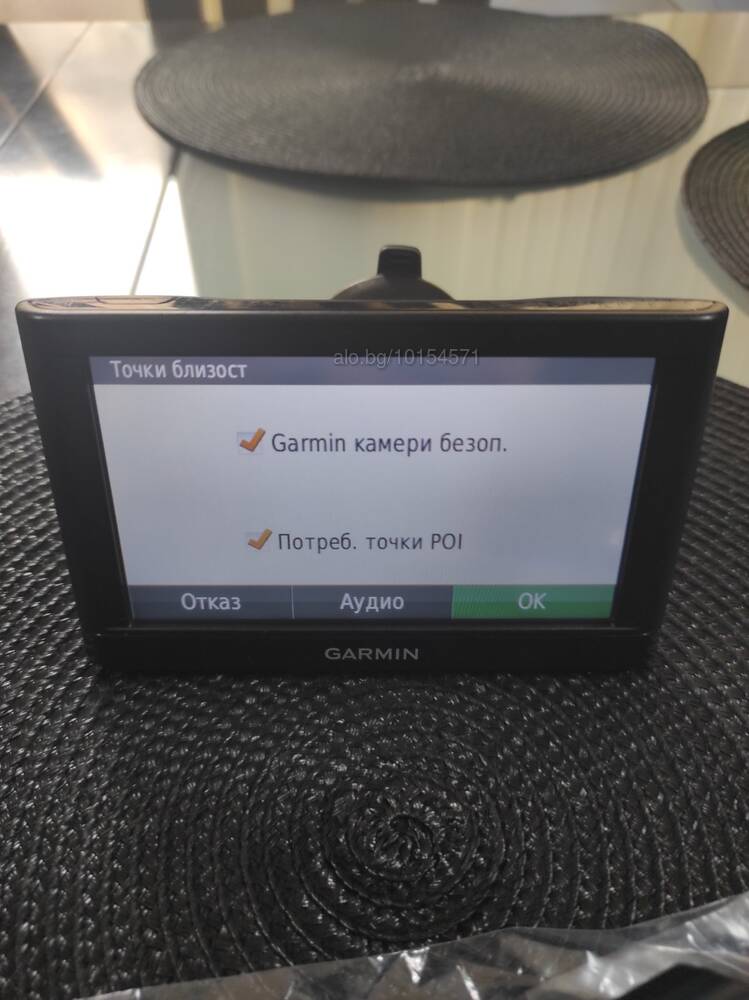 Точки близост
alo.bg/10154571
Garmin камери безоп.
Потреб. точки POI
Отказ Аудио OK
GARMIN